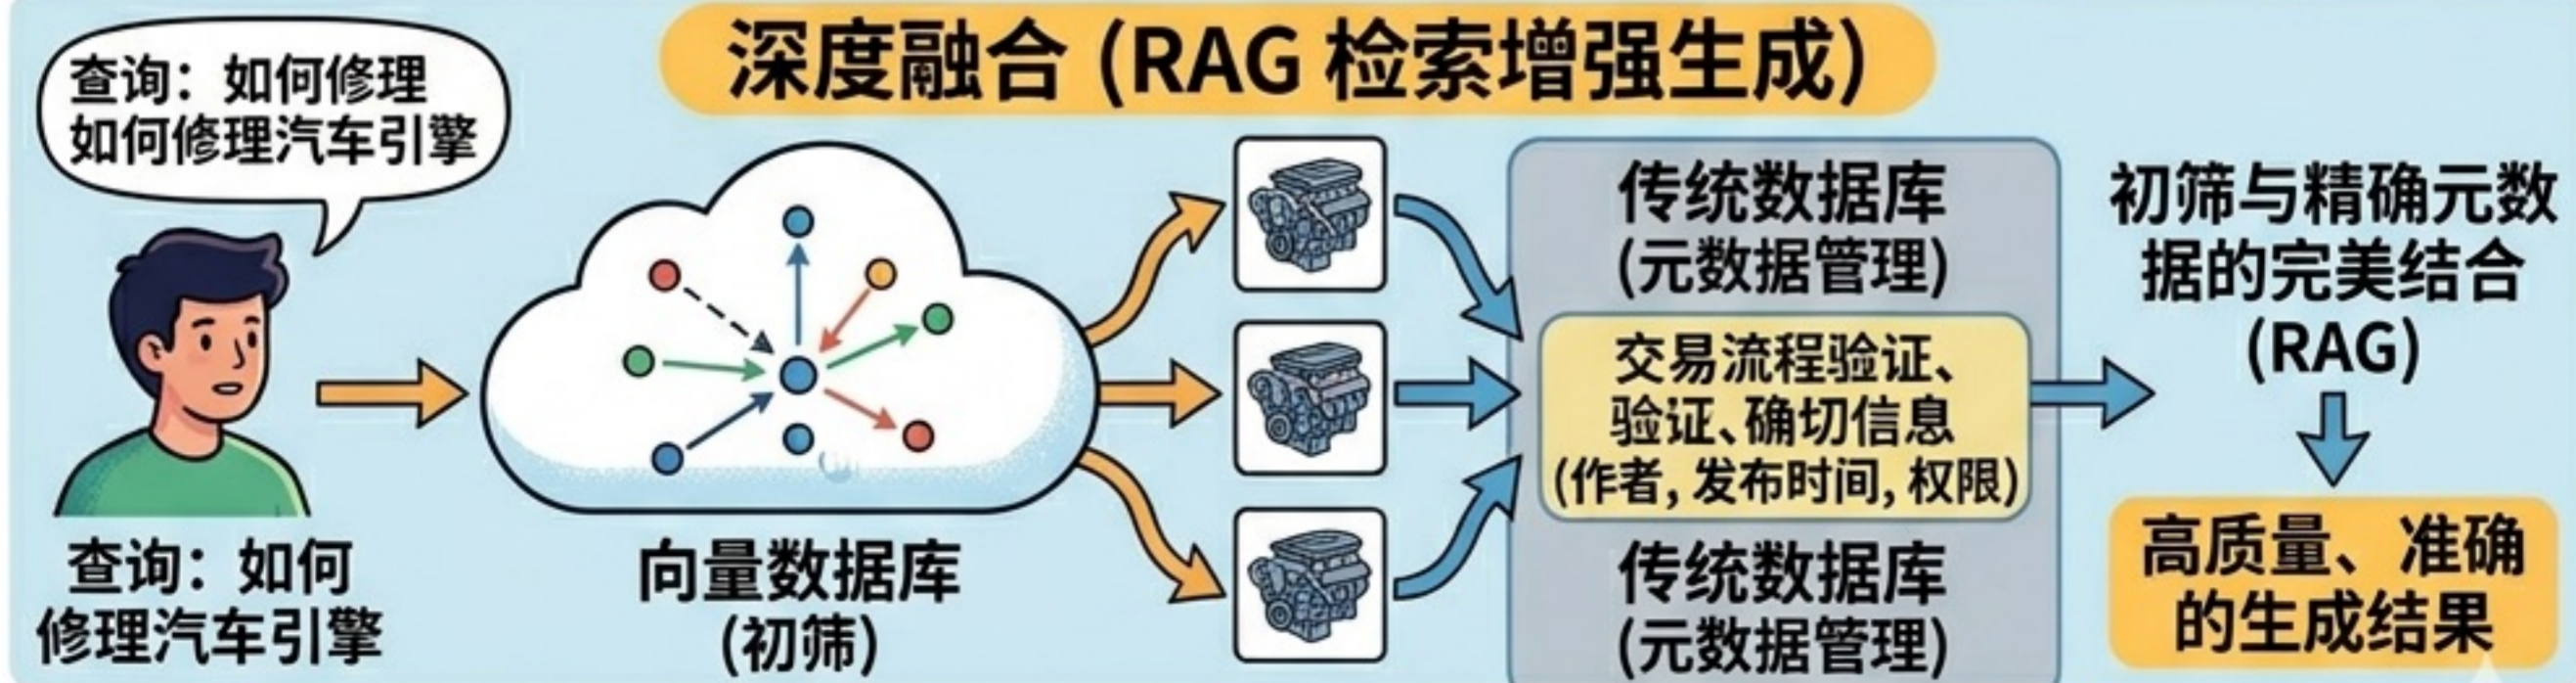 深度融合 (RAG 检索增强生成)
查询：如何修理
如何修理汽车引擎
查询：如何
修理汽车引擎
向量数据库
(初筛)
传统数据库
(元数据管理)
交易流程验证、
验证、确切信息
(作者, 发布时间, 权限)
传统数据库
(元数据管理)
初筛与精确元数
据的完美结合
(RAG)
高质量、准确
的生成结果